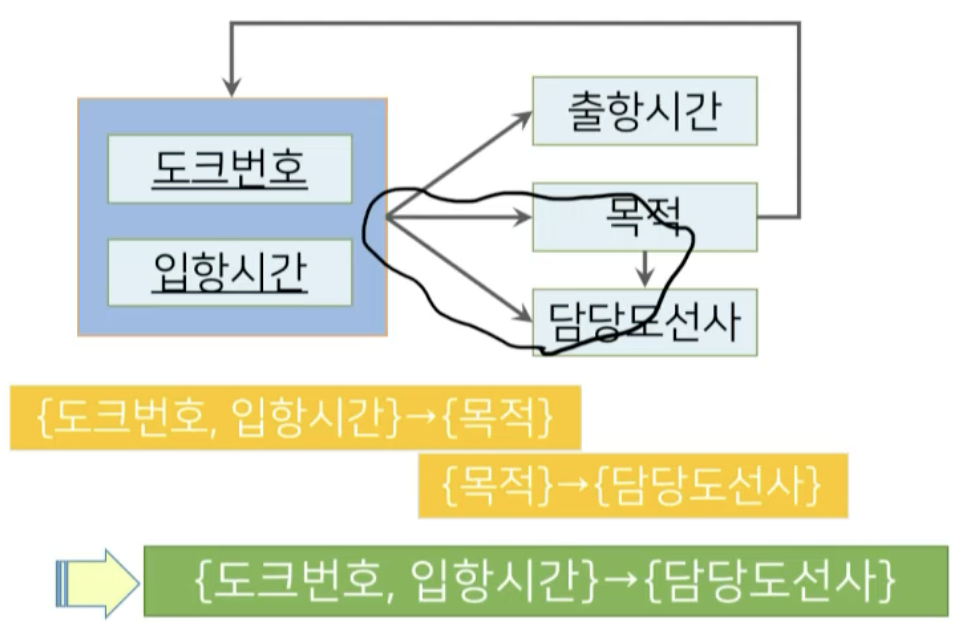 도크번호
입항시간
출항시간
목적
담당도선사
{도크번호, 입항시간}→{목적}
{목적}→{담당도선사}
{도크번호, 입항시간}→{담당도선사}